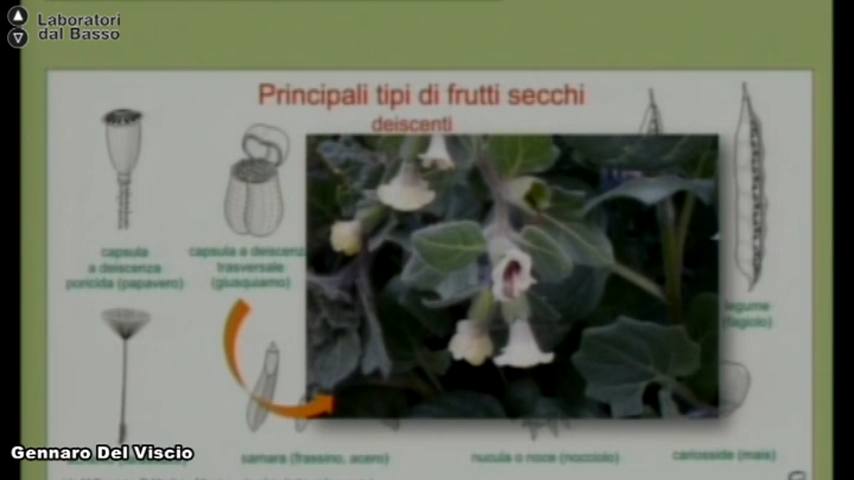 Laboratori
dal Basso
Principali tipi di frutti secchi
deiscenti
capsula
a deiscenza
poricida (papavero)
capsula a deiscenza
trasversale
(giusquiamo)
legume
(fagiolo)
samara (frassino, acero)
nucula o noce (nocciolo)
cariosside (mais)
Gennaro Del Viscio